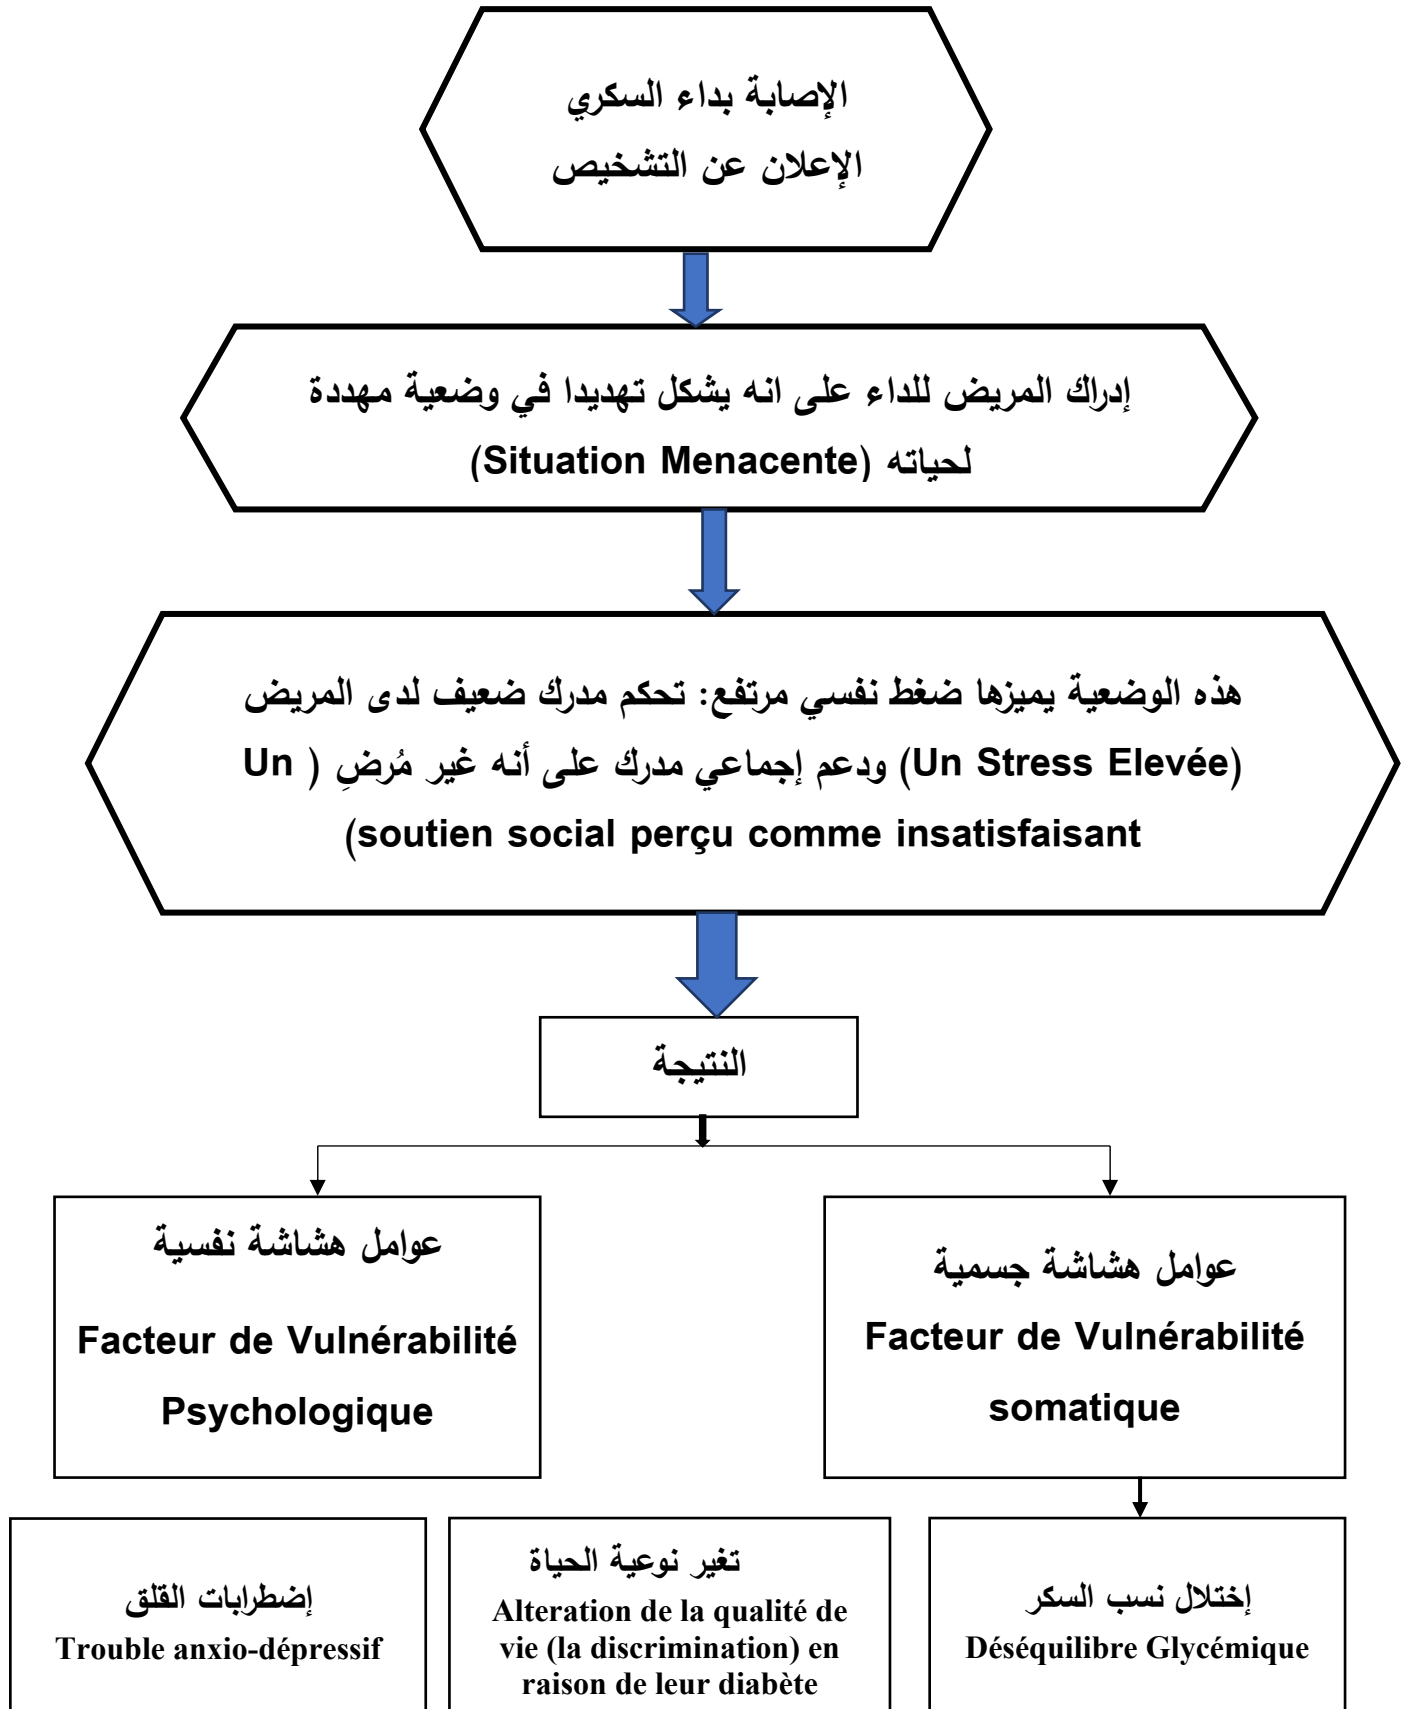 الإصابة بداء السكري
الإعلان عن التشخيص
إدراك المريض للداء على انه يشكل تهديدا في وضعية مهددة
لحياته (Situation Menacente)
هذه الوضعية يميزها ضغط نفسي مرتفع: تحكم مدرك ضعيف لدى المريض
(Un Stress Elevée) ودعم إجماعي مدرك على أنه غير مُرضِ ( Un
soutien social perçu comme insatisfaisant)
النتيجة
عوامل هشاشة نفسية
Facteur de Vulnérabilité
Psychologique
عوامل هشاشة جسمية
Facteur de Vulnérabilité
somatique
إضطرابات القلق
Trouble anxio-dépressif
تغير نوعية الحياة
Alteration de la qualité de
vie (la discrimination) en
raison de leur diabète
إختلال نسب السكر
Déséquilibre Glycémique